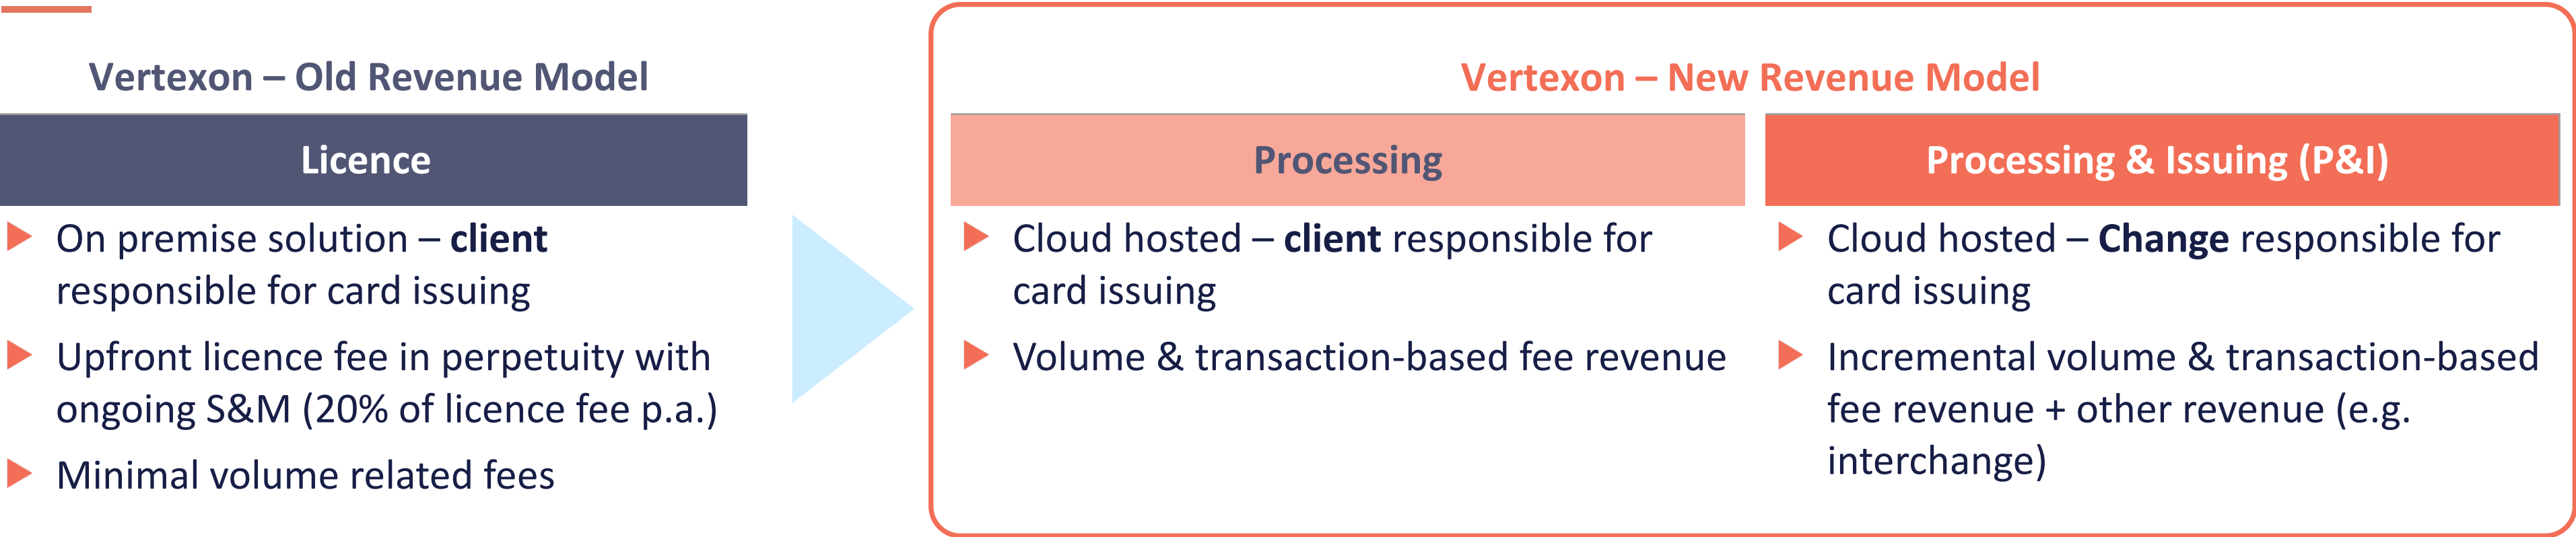 Vertexon – Old Revenue Model
Licence
On premise solution – client
responsible for card issuing
Upfront licence fee in perpetuity with
ongoing S&M (20% of licence fee p.a.)
Minimal volume related fees
Vertexon – New Revenue Model
Processing
Cloud hosted – client responsible for
card issuing
Volume & transaction-based fee revenue
Processing & Issuing (P&I)
Cloud hosted – Change responsible for
card issuing
Incremental volume & transaction-based
fee revenue + other revenue (e.g.
interchange)